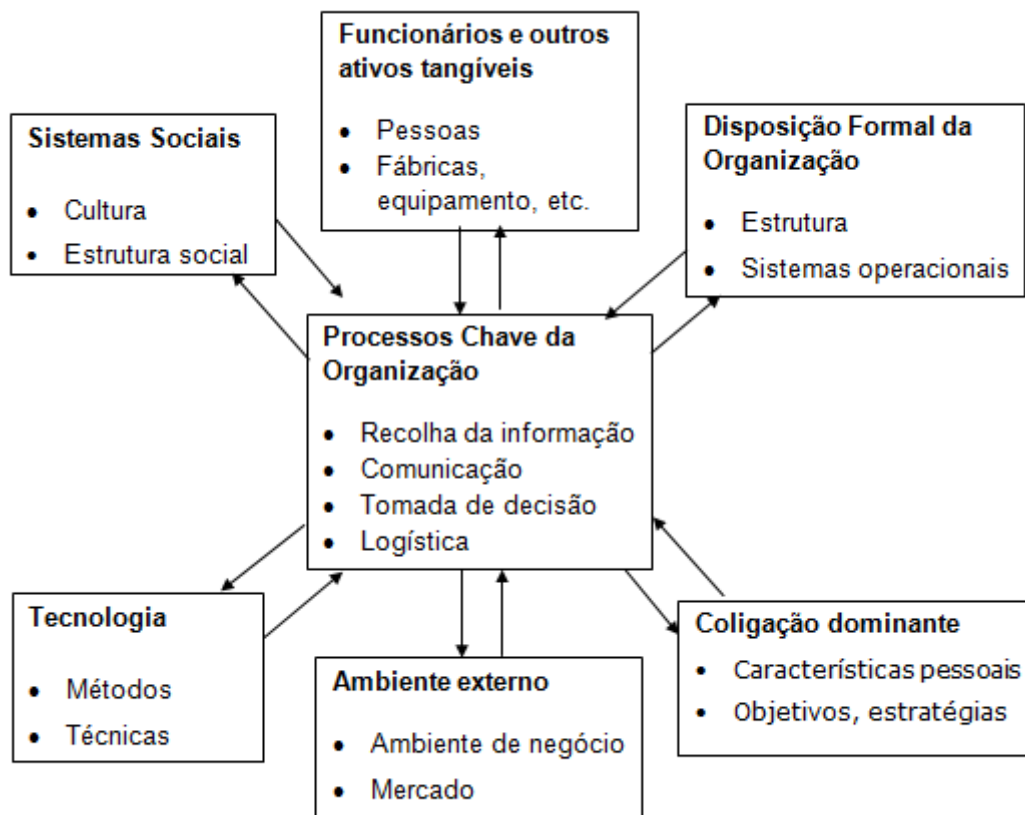 Funcionários e outros
ativos tangíveis
• Pessoas
• Fábricas,
equipamento, etc.
Sistemas Sociais
• Cultura
• Estrutura social
Disposição Formal da
Organização
• Estrutura
• Sistemas operacionais
Processos Chave da
Organização
• Recolha da informação
• Comunicação
• Tomada de decisão
• Logística
Tecnologia
• Métodos
• Técnicas
Ambiente externo
• Ambiente de negócio
• Mercado
Coligação dominante
• Características pessoais
• Objetivos, estratégias